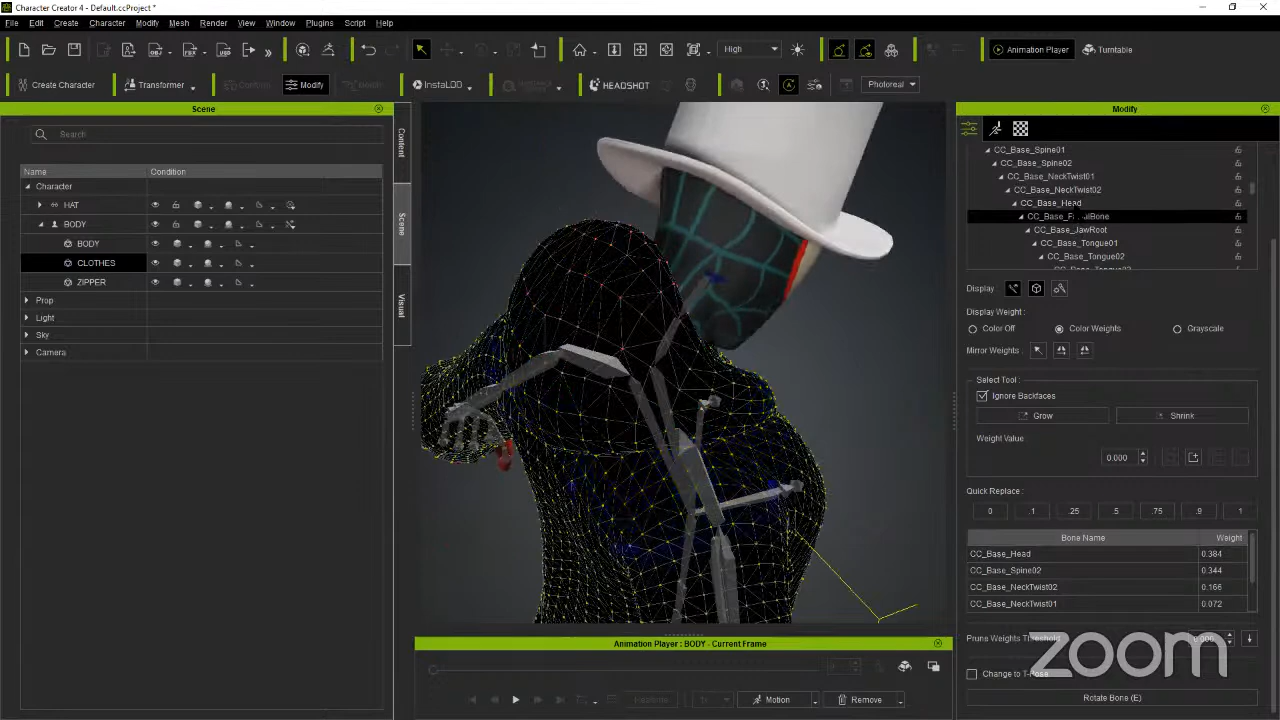 Character Creator 4 - Default.ccProject *
File Edit Create Character Modify Mesh Render View Window Plugins Script Help
High Animation Player Turntable
Create Character Transformer Modify InstaLOD HEADSHOT Photoreal
Scene
Modify
Search
Content
Scene
Visual
Name Condition
Character
HAT
BODY
BODY
CLOTHES
ZIPPER
Prop
Light
Sky
Camera
CC_Base_Spine01
CC_Base_Spine02
CC_Base_NeckTwist01
CC_Base_NeckTwist02
CC_Base_Head
CC_Base_JawRoot
CC_Base_Tongue01
CC_Base_Tongue02
Display
Display Weight :
Color Off Color Weights Grayscale
Mirror Weights :
Select Tool :
Ignore Backfaces
Grow Shrink
Weight Value :
0.000
Quick Replace :
0 .1 .25 .5 .75 .9 1
Bone Name Weight
CC_Base_Head 0.384
CC_Base_Spine02 0.344
CC_Base_NeckTwist02 0.166
CC_Base_NeckTwist01 0.072
Prune Weights Threshold 0.000
Change to T-Pose
Rotate Bone (E)
Animation Player : BODY - Current Frame
Motion Remove
zoom